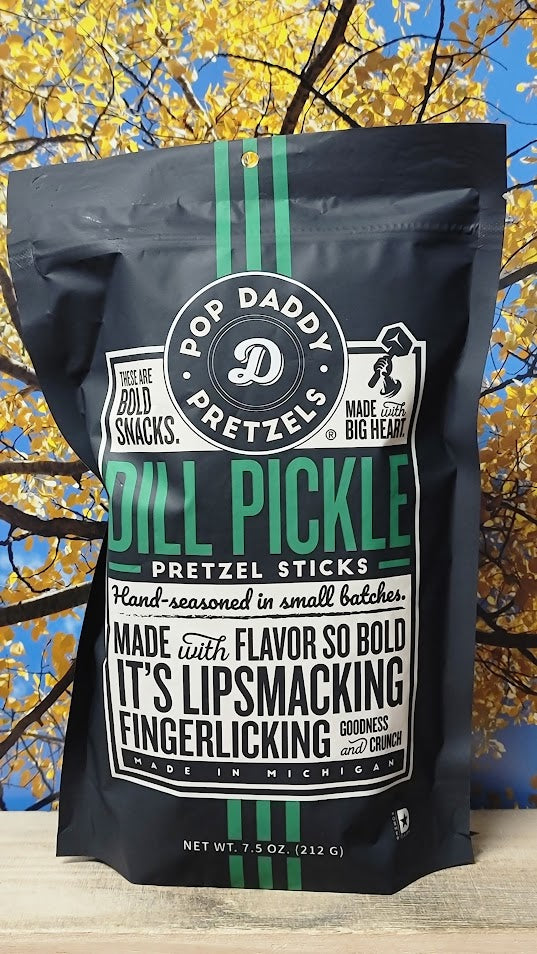 POP DADDY
D
PRETZELS
®
THESE ARE
BOLD
SNACKS.
MADE with
BIG HEART.
DILL PICKLE
PRETZEL STICKS
Hand-seasoned in small batches.
MADE with FLAVOR SO BOLD
IT'S LIPSMACKING
FINGERLICKING
GOODNESS
and CRUNCH
MADE IN MICHIGAN
NET WT. 7.5 OZ. (212 G)